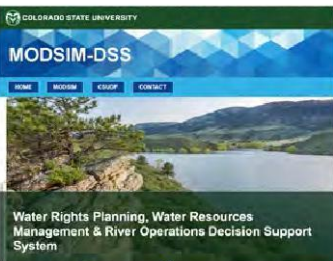 COLORADO STATE UNIVERSITY
MODSIM-DSS
HOME MODSIM CSUDP CONTACT
Water Rights Planning, Water Resources
Management & River Operations Decision Support
System